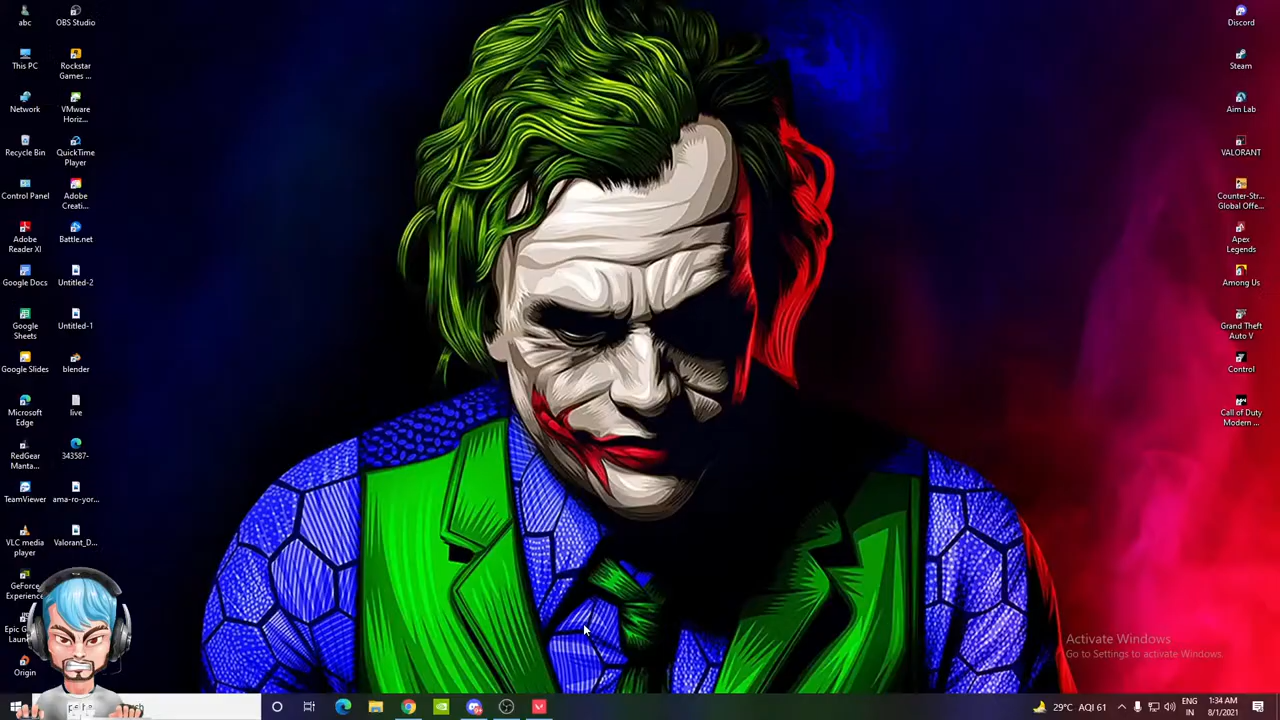 abc
OBS Studio
This PC
Rockstar
Games ...
Network
VMware
Horiz...
Recycle Bin
QuickTime
Player
Control Panel
Adobe
Creati...
Adobe
Reader XI
Battle.net
Google Docs
Untitled-2
Google
Sheets
Untitled-1
Google Slides
blender
Microsoft
Edge
live
RedGear
Manta...
343587-
TeamViewer
ama-ro-yor...
VLC media
player
Valorant_D...
GeForce
Experience
Epic G
Laun
Origin
Discord
Steam
Aim Lab
VALORANT
Counter-Str...
Global Offe...
Apex
Legends
Among Us
Grand Theft
Auto V
Control
Call of Duty
Modern ...
Activate Windows
Go to Settings to activate Windows.
29°C AQI 61
ENG
IN
1:34 AM
8/1/2021